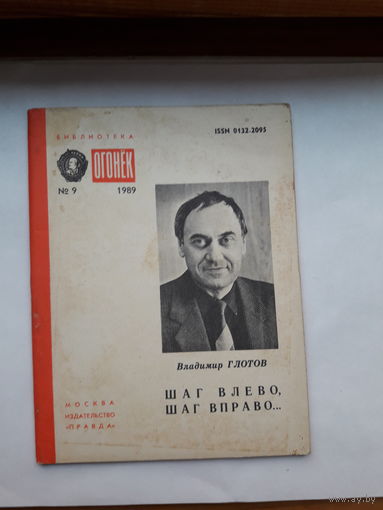 БИБЛИОТЕКА
ISSN 0132-2095
ОГОНЁК
№ 9 1989
Владимир ГЛОТОВ
ШАГ ВЛЕВО,
ШАГ ВПРАВО...
МОСКВА
ИЗДАТЕЛЬСТВО
«ПРАВДА»
www.ay.by